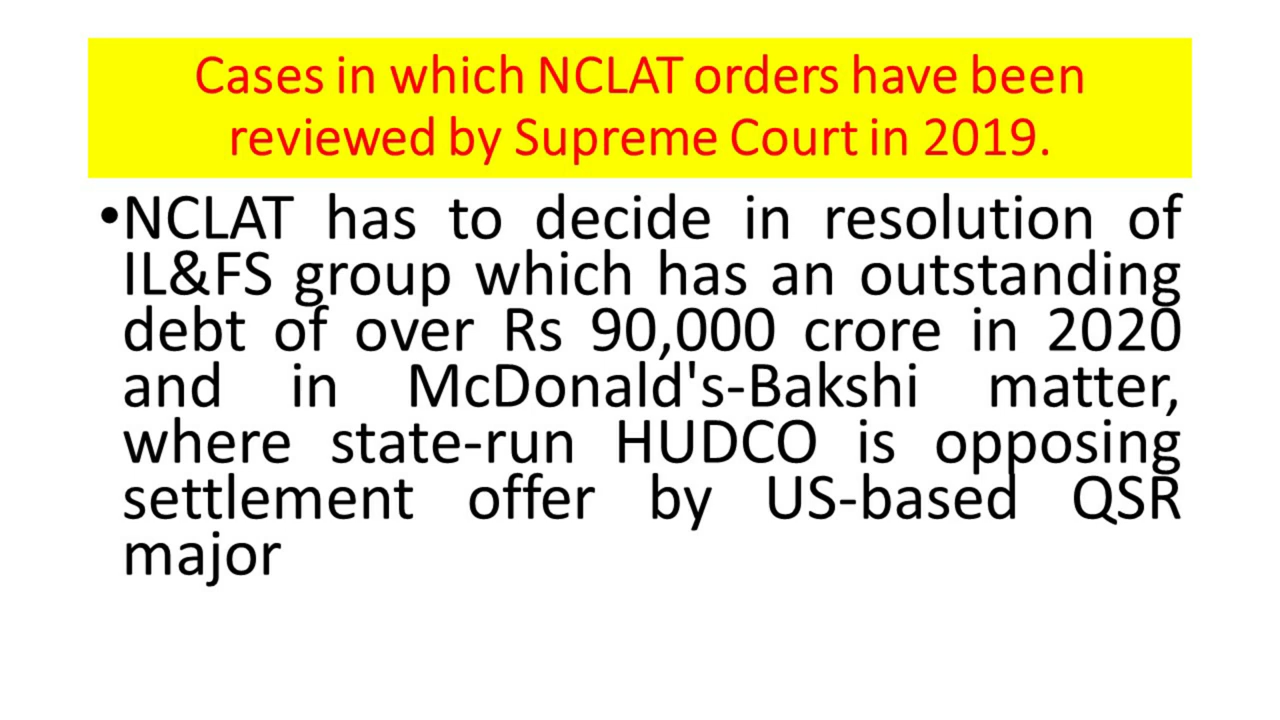 Cases in which NCLAT orders have been
reviewed by Supreme Court in 2019.
•NCLAT has to decide in resolution of
IL&FS group which has an outstanding
debt of over Rs 90,000 crore in 2020
and in McDonald's-Bakshi matter,
where state-run HUDCO is opposing
settlement offer by US-based QSR
major